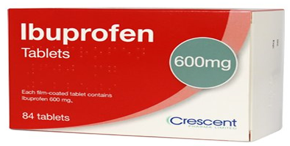 Ibuprofen
Tablets
600mg
Each film-coated tablet contains
Ibuprofen 600 mg.
84 tablets
Crescent